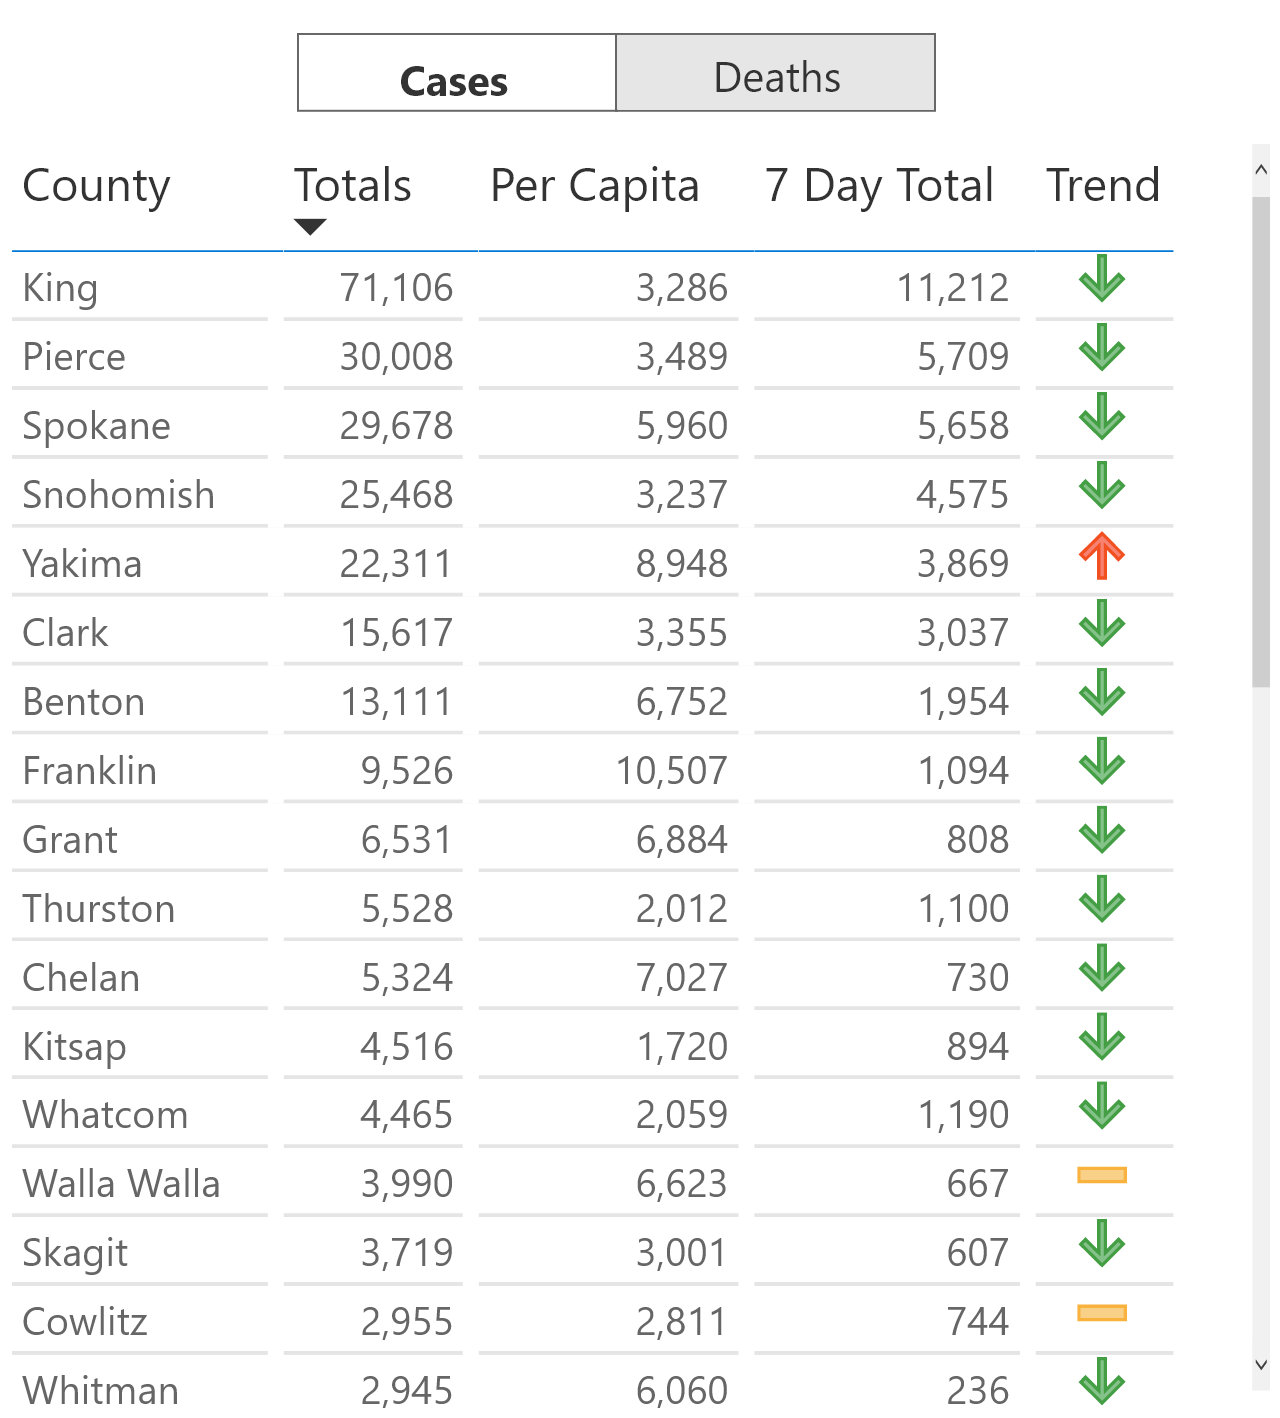 Cases Deaths
County Totals Per Capita 7 Day Total Trend
King 71,106 3,286 11,212
Pierce 30,008 3,489 5,709
Spokane 29,678 5,960 5,658
Snohomish 25,468 3,237 4,575
Yakima 22,311 8,948 3,869
Clark 15,617 3,355 3,037
Benton 13,111 6,752 1,954
Franklin 9,526 10,507 1,094
Grant 6,531 6,884 808
Thurston 5,528 2,012 1,100
Chelan 5,324 7,027 730
Kitsap 4,516 1,720 894
Whatcom 4,465 2,059 1,190
Walla Walla 3,990 6,623 667
Skagit 3,719 3,001 607
Cowlitz 2,955 2,811 744
Whitman 2,945 6,060 236